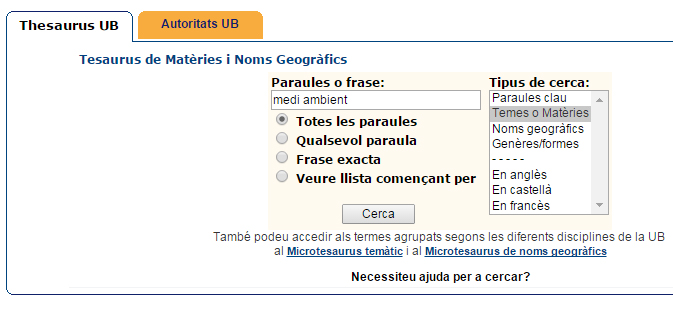 Thesaurus UB
Autoritats UB
Tesaurus de Matèries i Noms Geogràfics
Paraules o frase:
medi ambient
Totes les paraules
Qualsevol paraula
Frase exacta
Veure llista començant per
Cerca
Tipus de cerca:
Paraules clau
Temes o Matèries
Noms geogràfics
Genères/formes
- - - - -
En anglès
En castellà
En francès
També podeu accedir als termes agrupats segons les diferents disciplines de la UB
al Microtesaurus temàtic i al Microtesaurus de noms geogràfics
Necessiteu ajuda per a cercar?